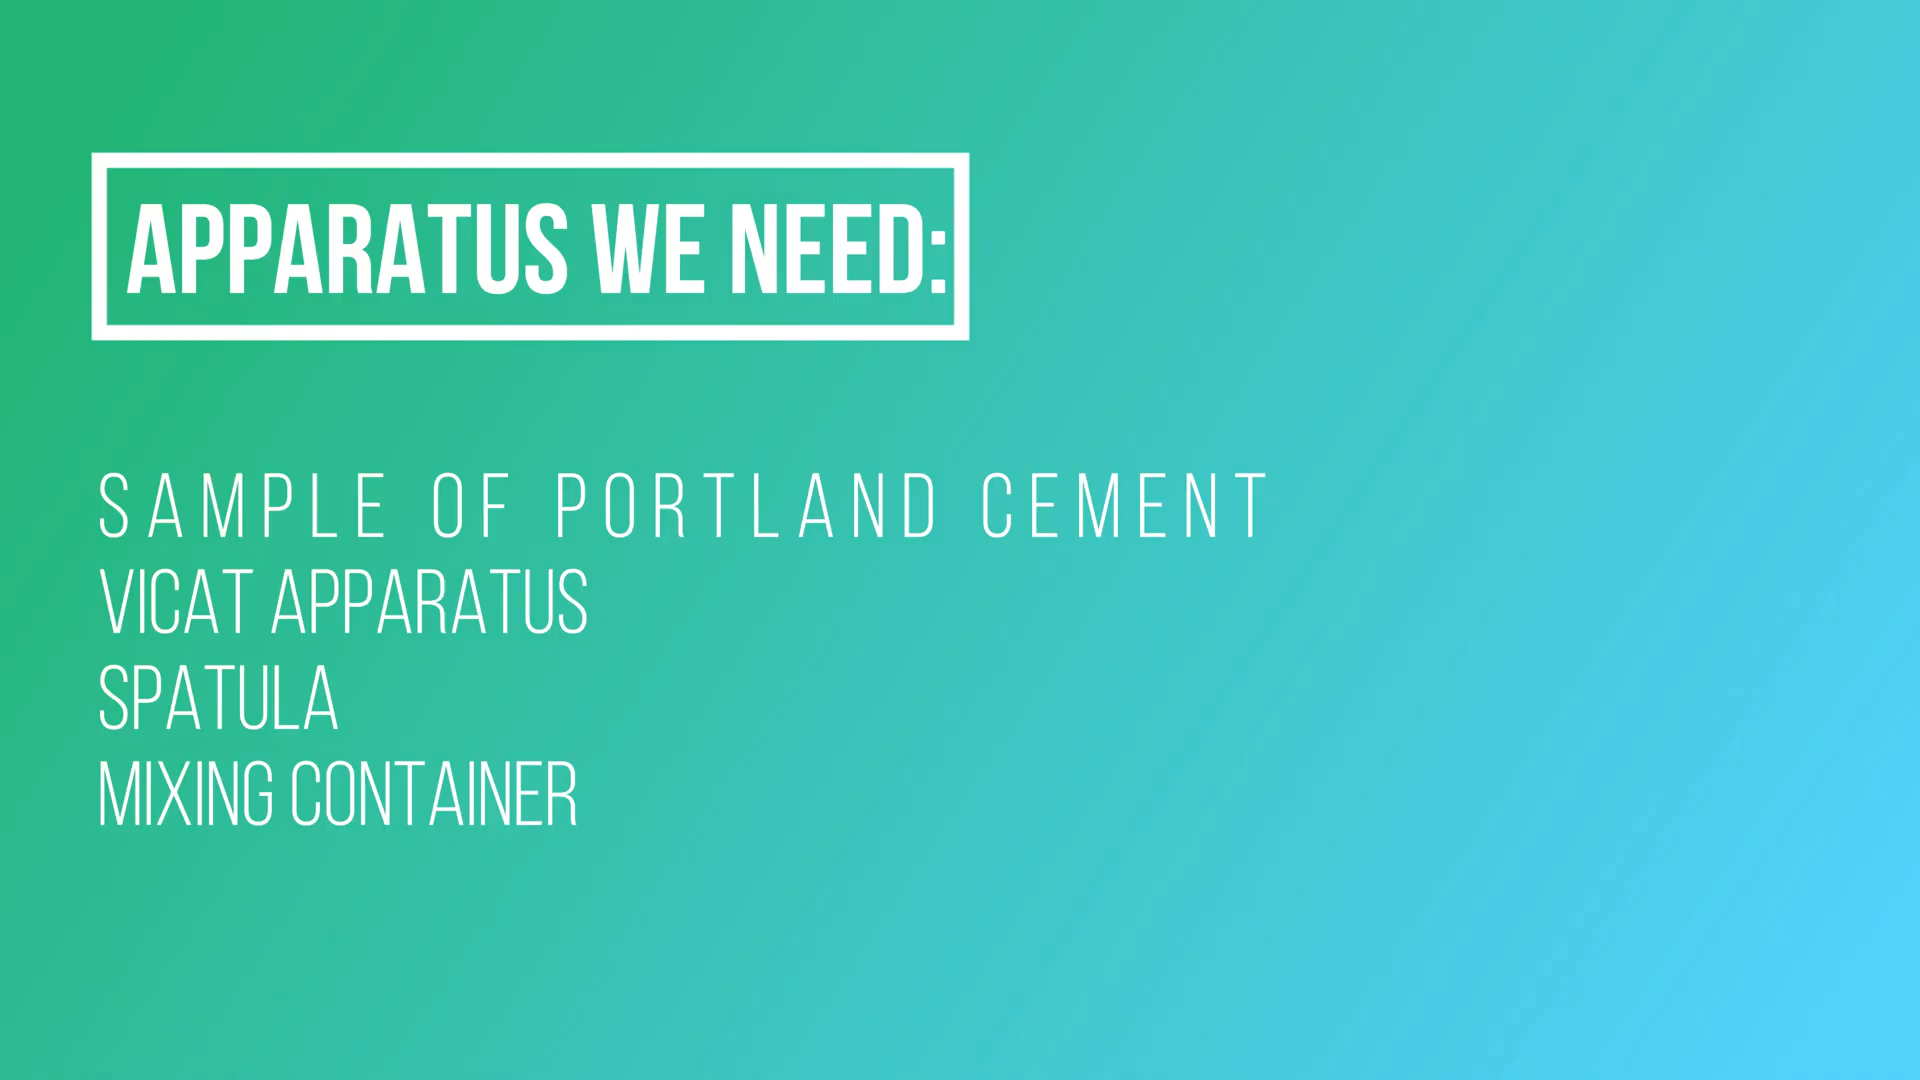 APPARATUS WE NEED:
SAMPLE OF PORTLAND CEMENT
VICAT APPARATUS
SPATULA
MIXING CONTAINER